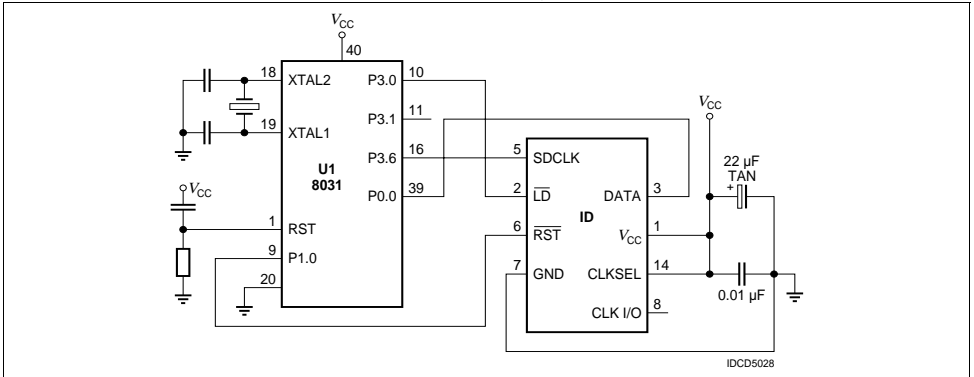 VCC
40
18 XTAL2 P3.0 10
P3.1 11
19 XTAL1
U1
8031
P3.6 16
P0.0 39
VCC
1 RST
9 P1.0
20
5 SDCLK
2 LD DATA 3
ID
6 RST VCC 1
7 GND CLKSEL 14
CLK I/O 8
VCC
22 µF
TAN
+
0.01 µF
IDCD5028